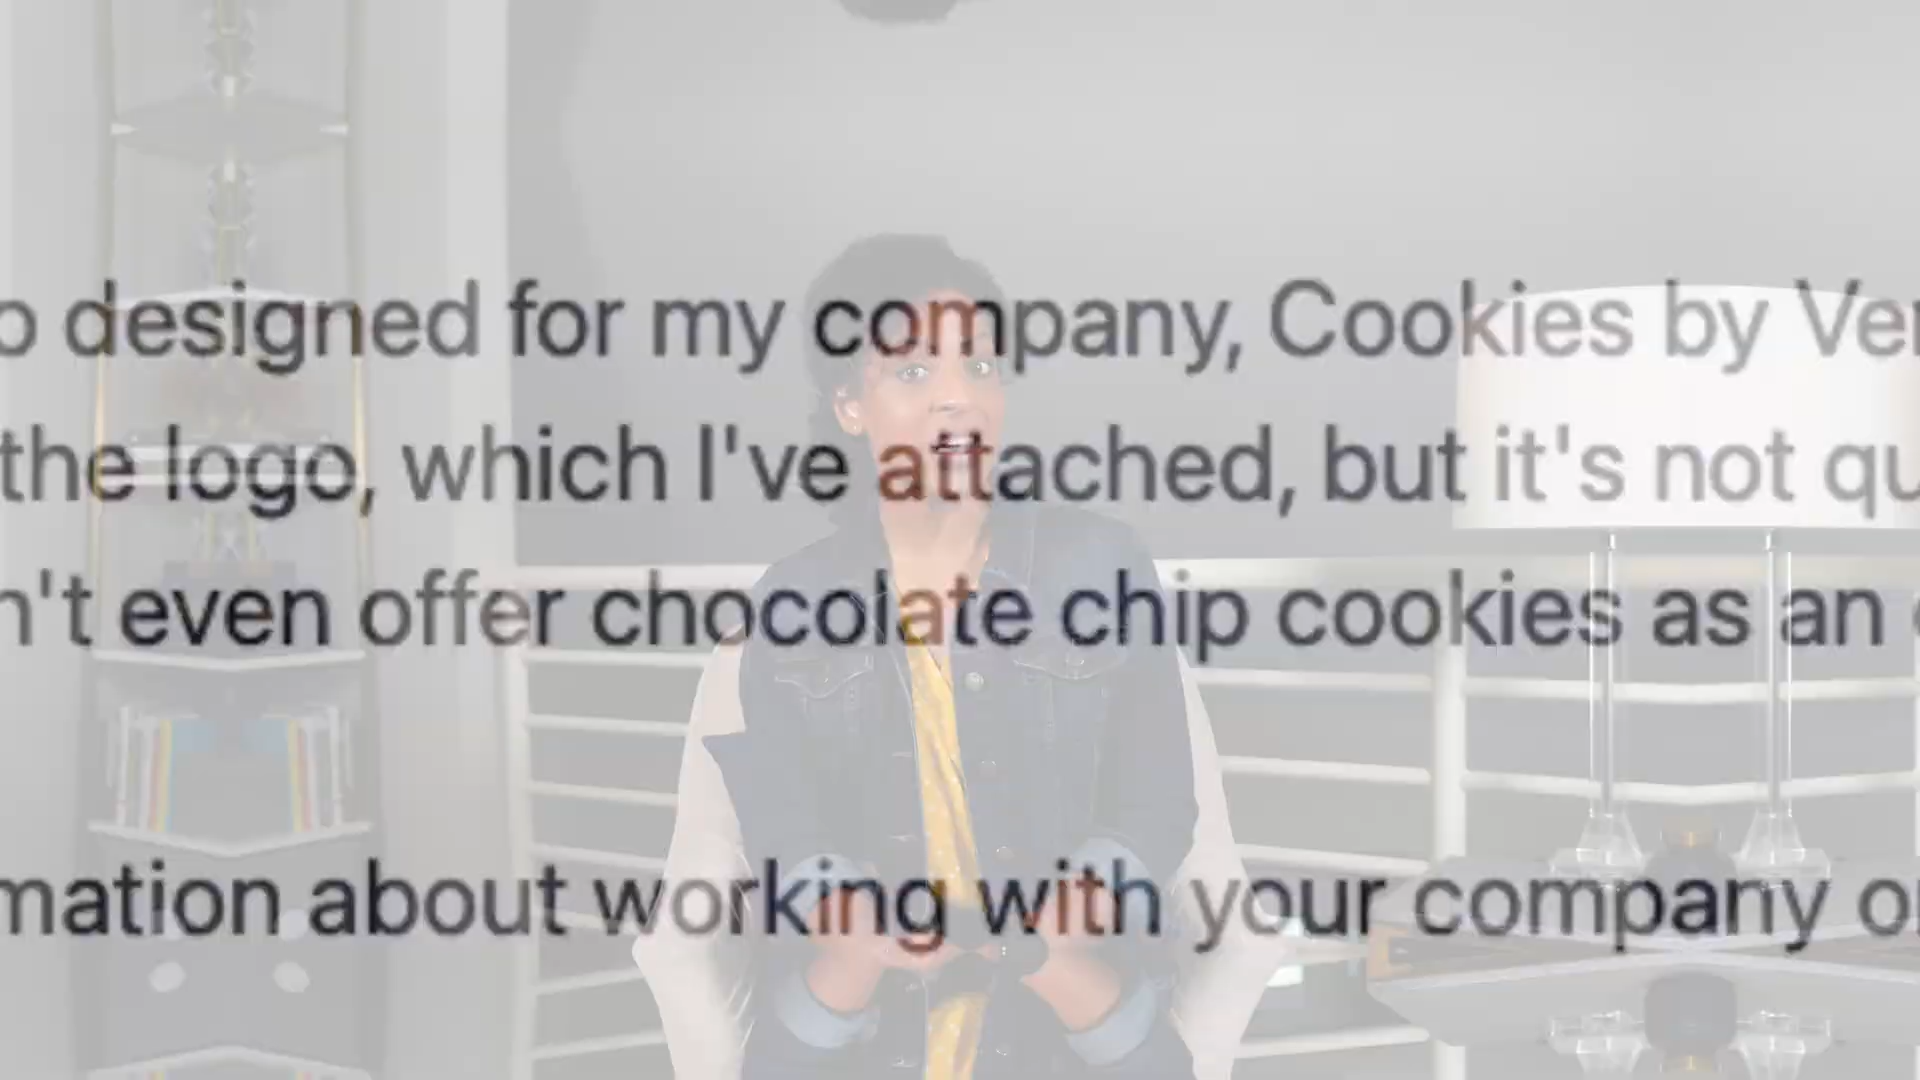 designed for my company, Cookies by
the logo, which I've attached, but it's not
even offer chocolate chip cookies as an
about working with your company